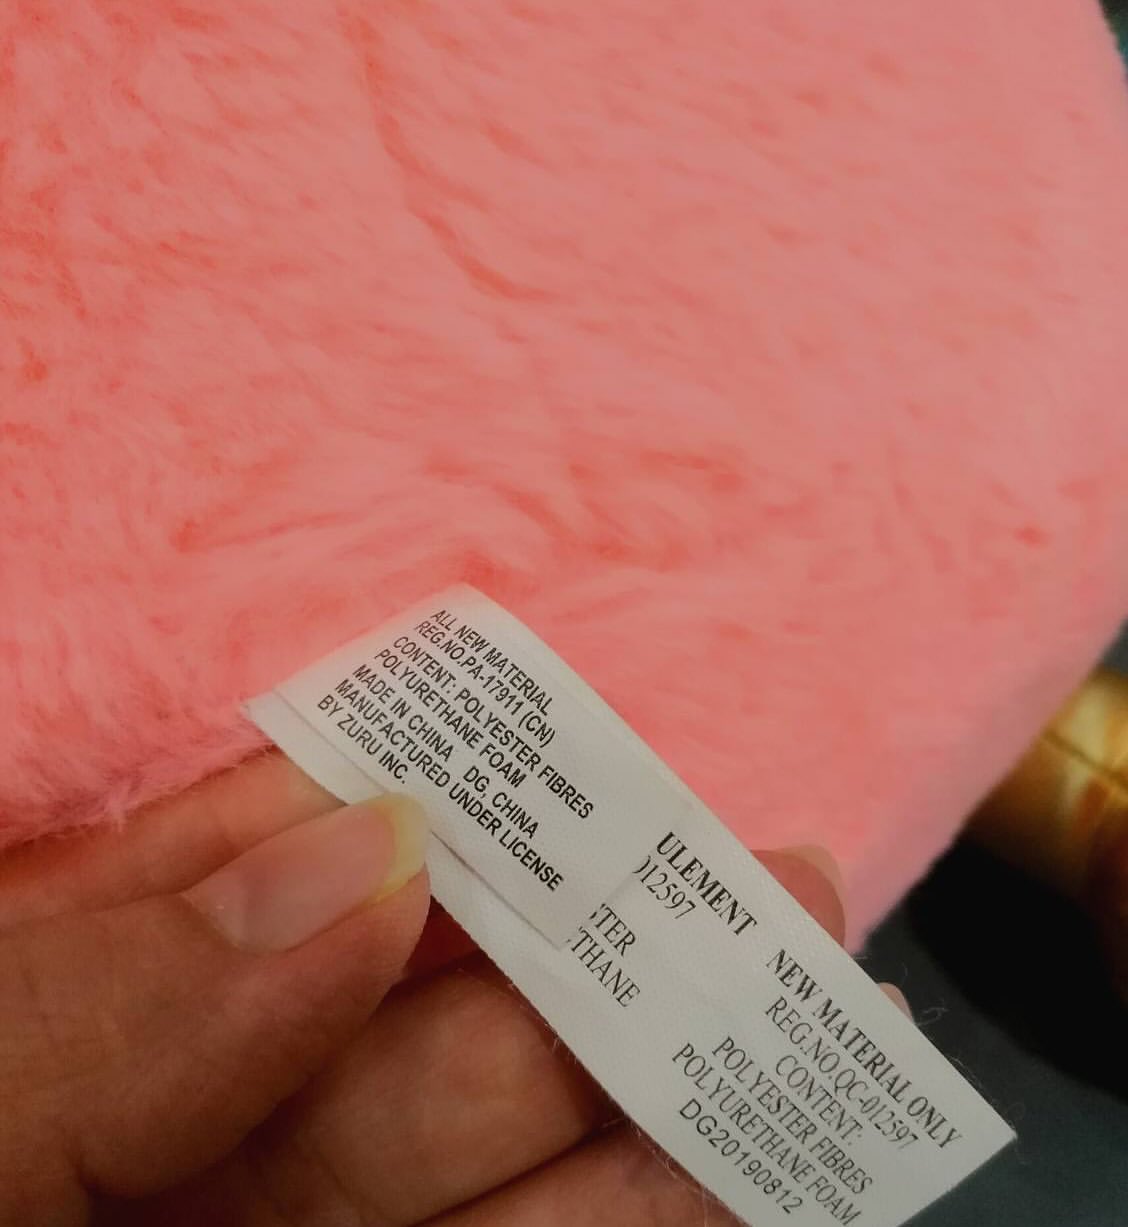 ALL NEW MATERIAL
REG.NO.PA-17911 (CN)
CONTENT: POLYESTER FIBRES
POLYURETHANE FOAM
MADE IN CHINA DG, CHINA
MANUFACTURED UNDER LICENSE
BY ZURU INC.
ULEMENT
012597
TER
THANE
NEW MATERIAL ONLY
REG.NO.QC-012597
CONTENT:
POLYESTER FIBRES
POLYURETHANE FOAM
DG20190812